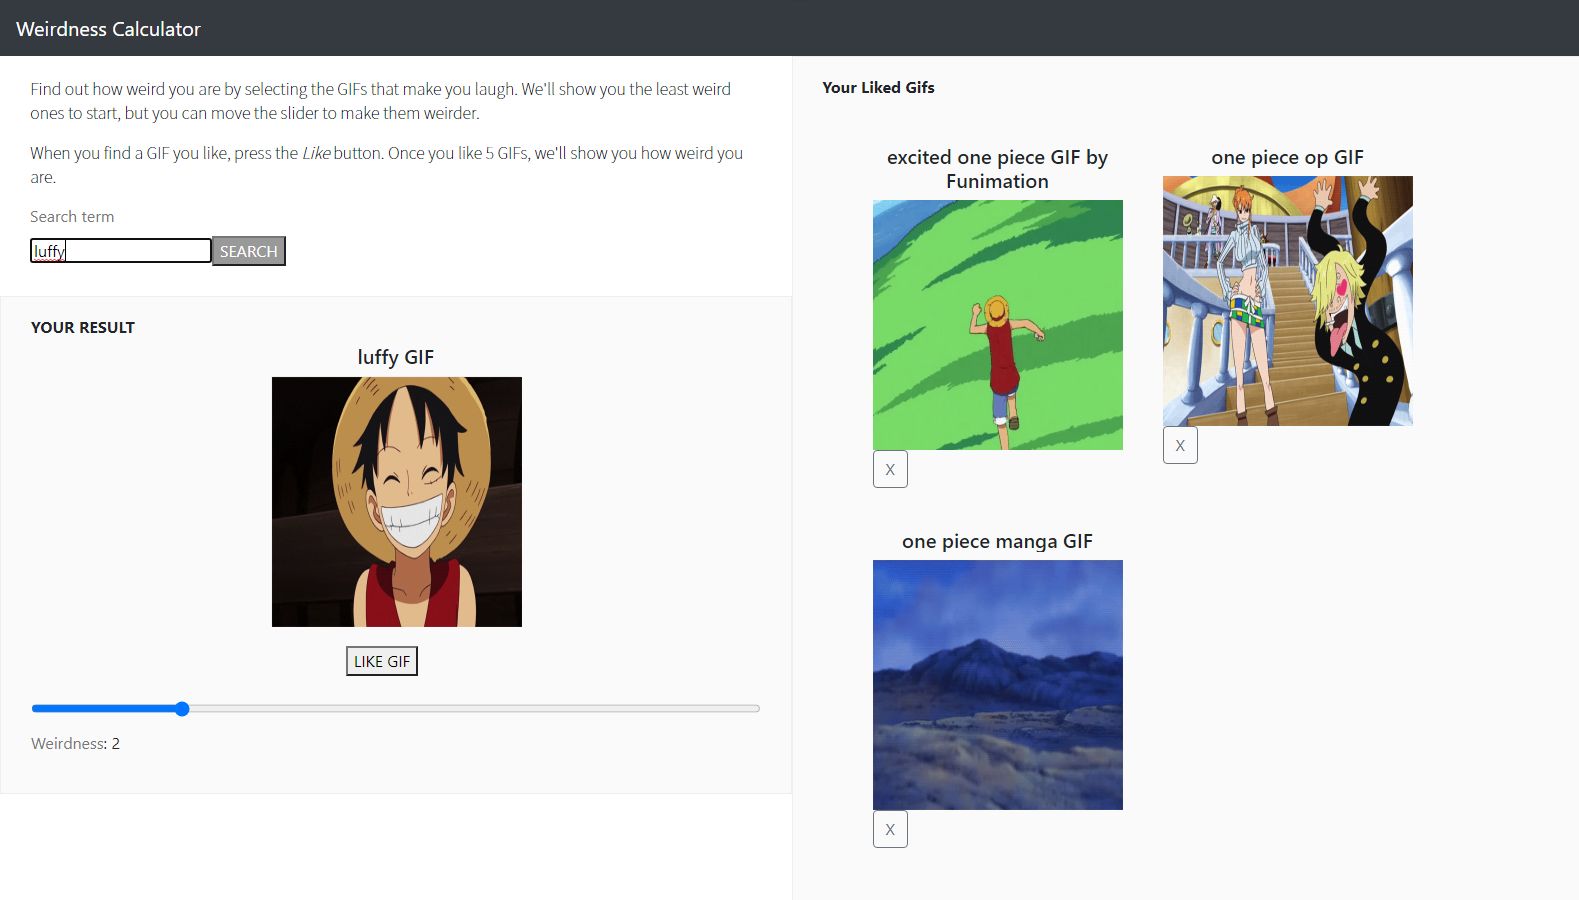 Weirdness Calculator
Find out how weird you are by selecting the GIFs that make you laugh. We'll show you the least weird
ones to start, but you can move the slider to make them weirder.
When you find a GIF you like, press the Like button. Once you like 5 GIFs, we'll show you how weird you
are.
Search term
luffy SEARCH
YOUR RESULT
luffy GIF
LIKE GIF
Weirdness: 2
Your Liked Gifs
excited one piece GIF by
Funimation
X
one piece op GIF
X
one piece manga GIF
X